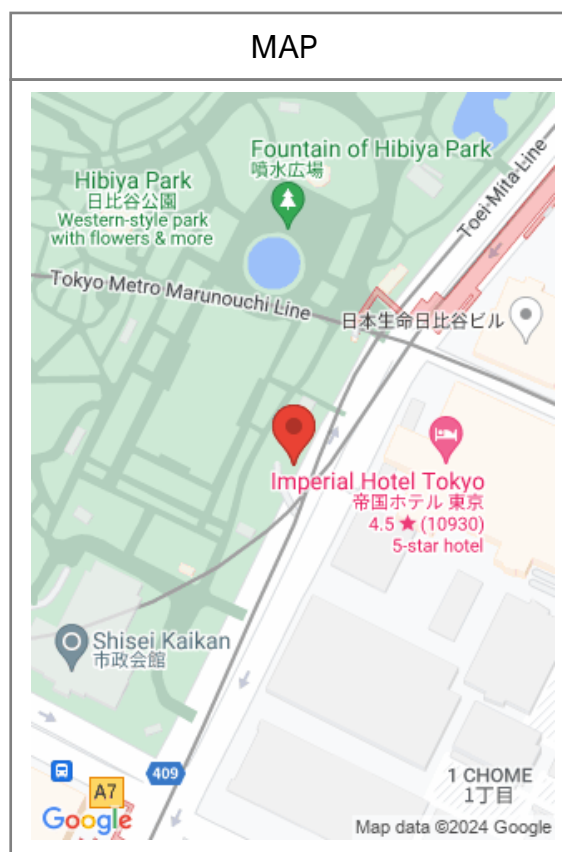 MAP
Fountain of Hibiya Park
噴水広場
Hibiya Park
日比谷公園
Western-style park
with flowers & more
Toei-Mita-Line
Tokyo Metro Marunouchi Line
日本生命日比谷ビル
Imperial Hotel Tokyo
帝国ホテル 東京
4.5 ★ (10930)
5-star hotel
Shisei Kaikan
市政会館
409
A7
1 CHOME
1丁目
Google
Map data ©2024 Google